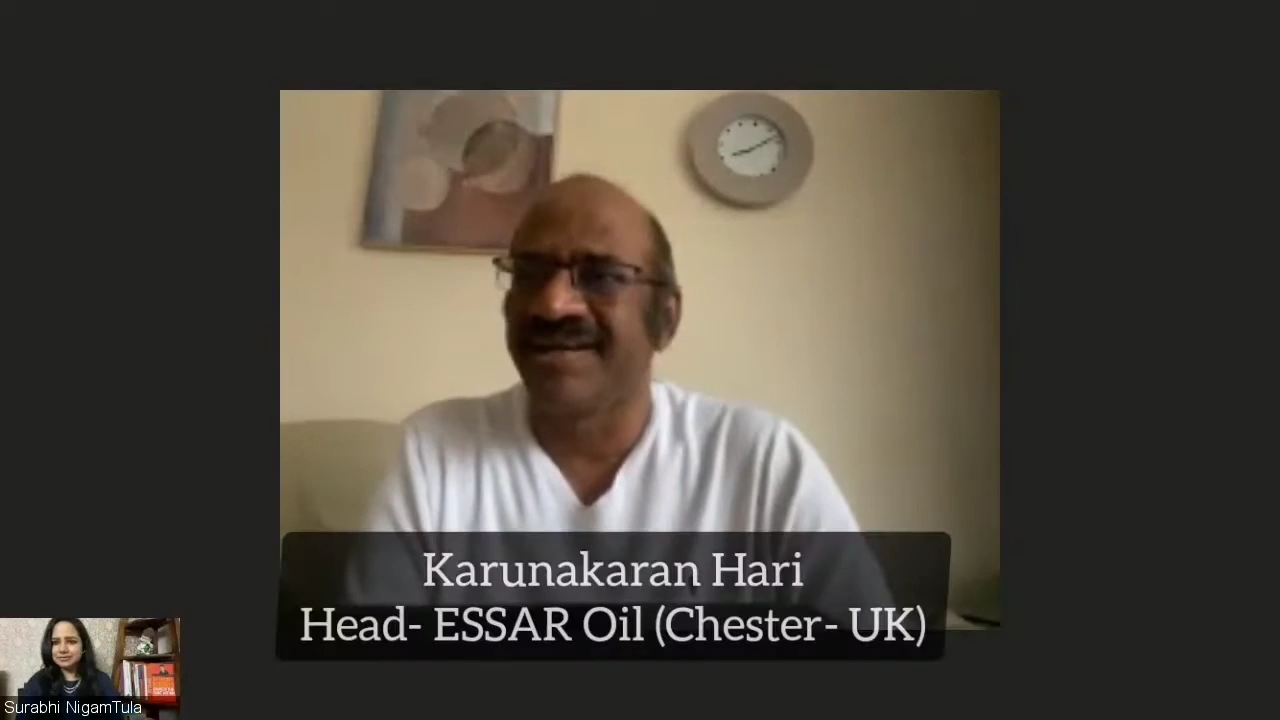 Karunakaran Hari
Head- ESSAR Oil (Chester- UK)
Surabhi NigamTula